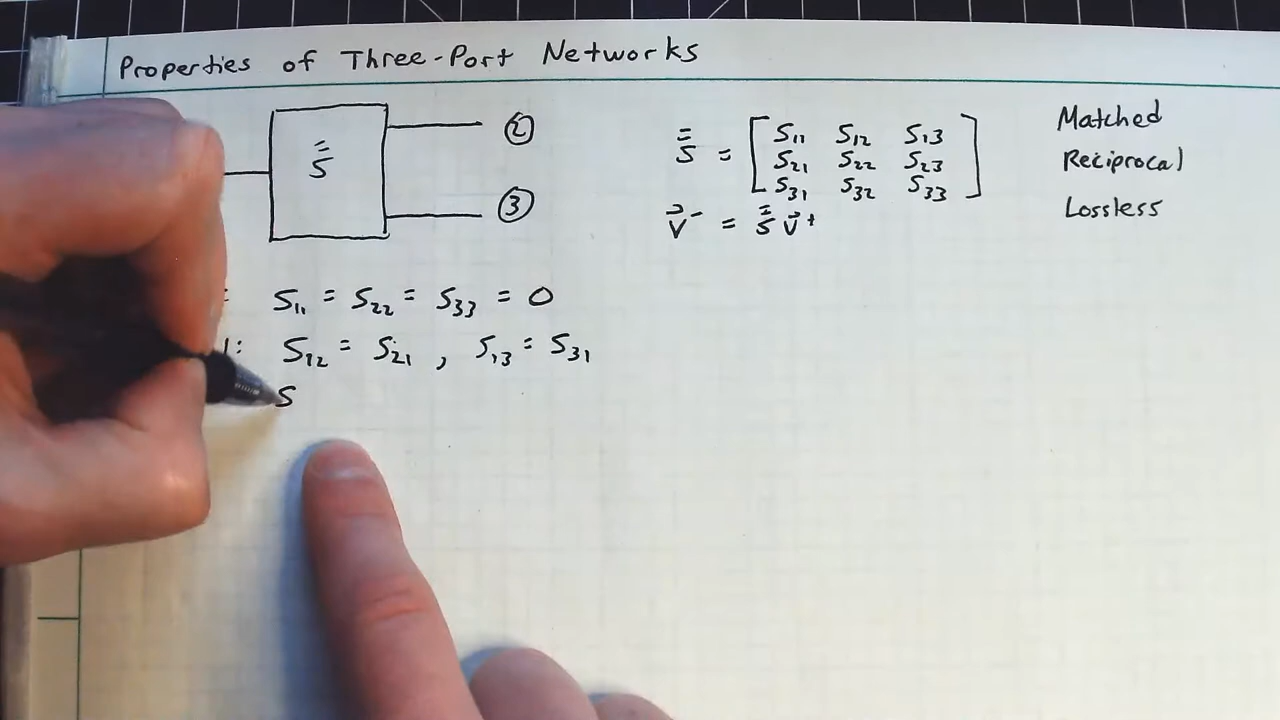 Properties of Three-Port Networks
S̿
②
③
S̿ = [ S11 S12 S13
S21 S22 S23
S31 S32 S33 ]
V⃗⁻ = S̿ V⃗⁺
Matched
Reciprocal
Lossless
: S11 = S22 = S33 = 0
l: S12 = S21 , S13 = S31
S